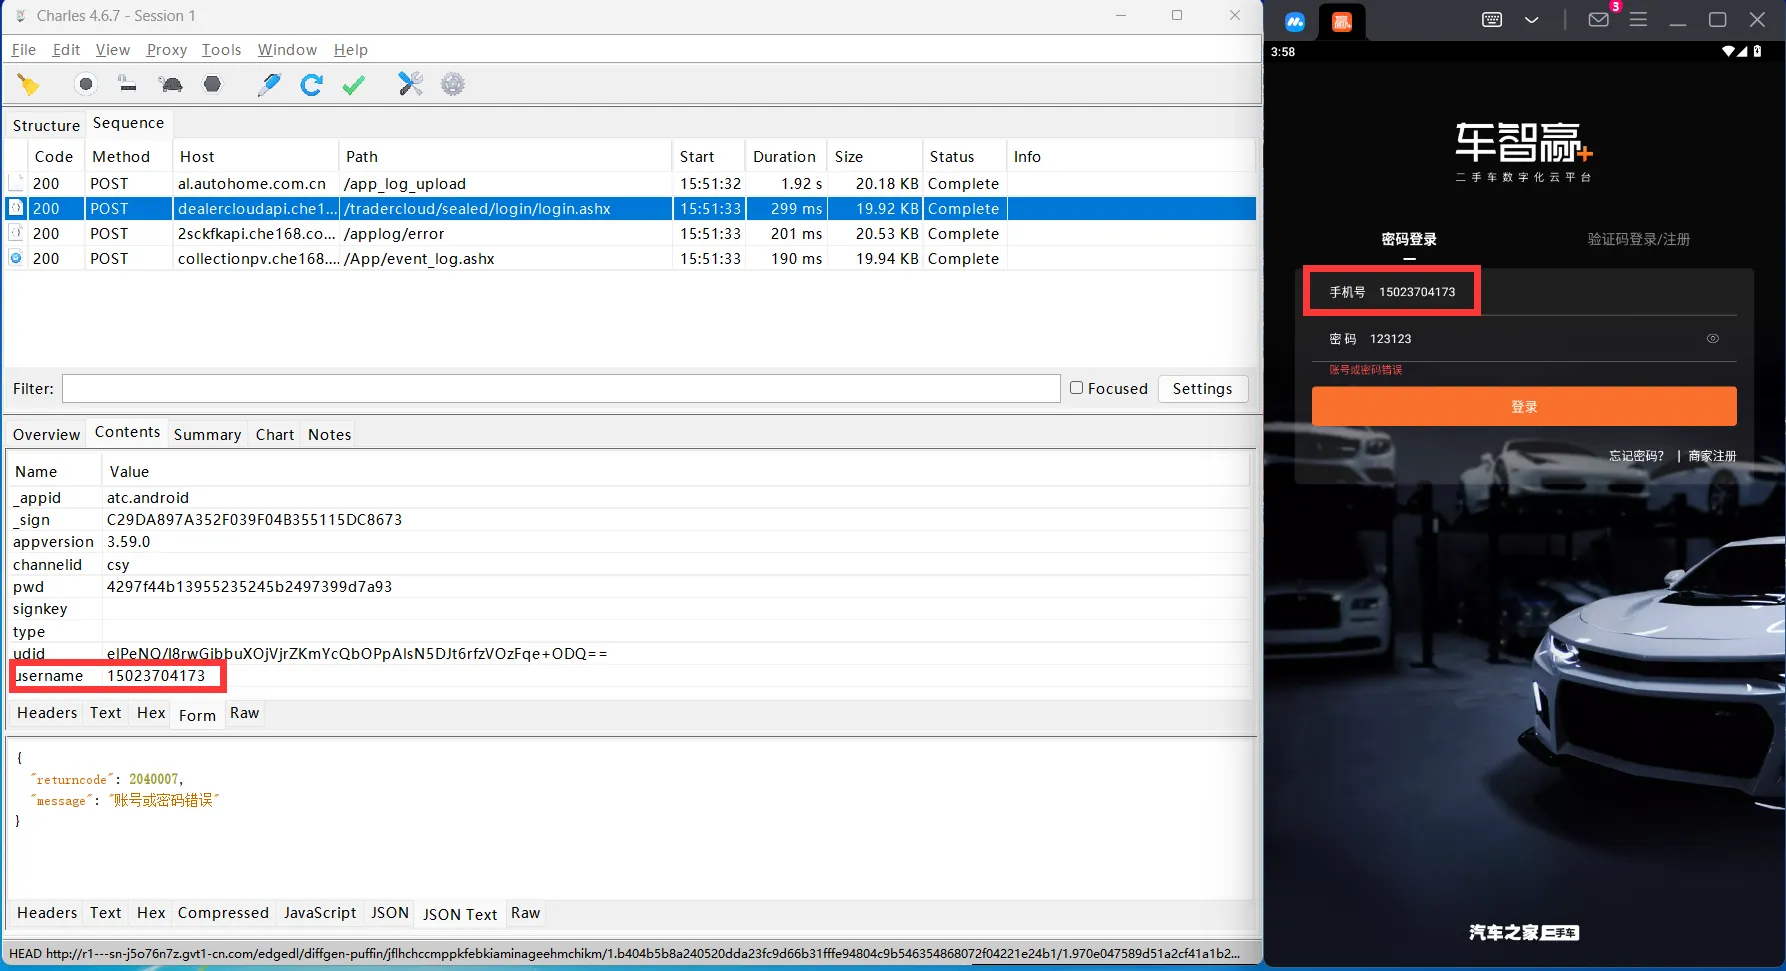 Charles 4.6.7 - Session 1
File Edit View Proxy Tools Window Help
Structure Sequence
Code Method Host Path Start Duration Size Status Info
200 POST al.autohome.com.cn /app_log_upload 15:51:32 1.92 s 20.18 KB Complete
200 POST dealercloudapi.che1... /tradercloud/sealed/login/login.ashx 15:51:33 299 ms 19.92 KB Complete
200 POST 2sckfkapi.che168.co... /applog/error 15:51:33 201 ms 20.53 KB Complete
200 POST collectionpv.che168.... /App/event_log.ashx 15:51:33 190 ms 19.94 KB Complete
Filter: Focused Settings
Overview Contents Summary Chart Notes
Name Value
_appid atc.android
_sign C29DA897A352F039F04B355115DC8673
appversion 3.59.0
channelid csy
pwd 4297f44b13955235245b2497399d7a93
signkey
type
udid elPeNO/I8rwGibbuXOjVjrZKmYcQbOPpAlsN5DJt6rfzVOzFqe+ODQ==
username 15023704173
Headers Text Hex Form Raw
{
"returncode": 2040007,
"message": "账号或密码错误"
}
Headers Text Hex Compressed JavaScript JSON JSON Text Raw
HEAD http://r1---sn-j5o76n7z.gvt1-cn.com/edgedl/diffgen-puffin/jflhchccmppkfebkiaminageehmchikm/1.b404b5b8a240520dda23fc9d66b31fffe94804c9b546354868072f04221e24b1/1.970e047589d51a2cf41a1b2...
3
3:58
车智赢+
二手车数字化云平台
密码登录 验证码登录/注册
手机号 15023704173
密码 123123
账号或密码错误
登录
忘记密码? | 商家注册
汽车之家二手车